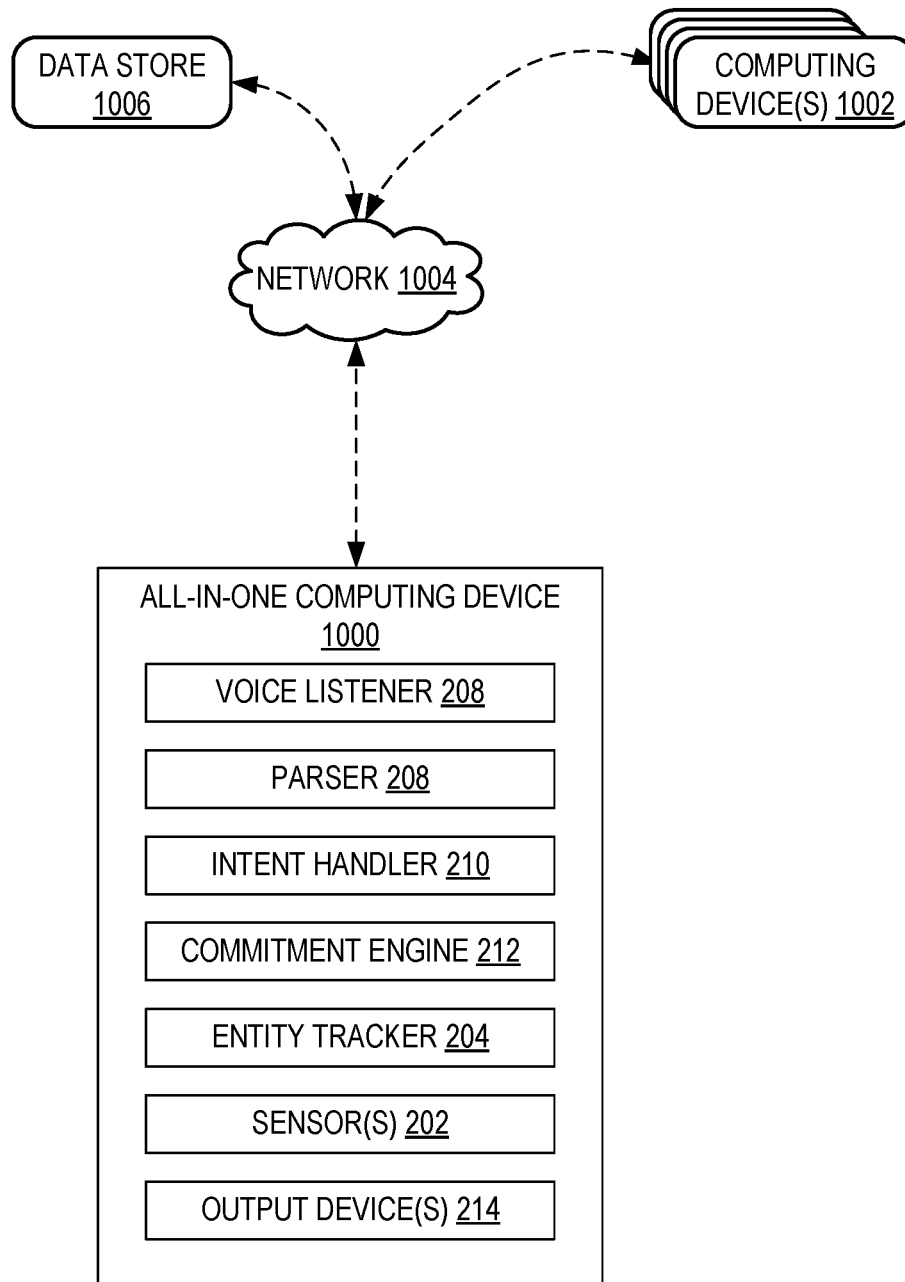 DATA STORE
1006
COMPUTING
DEVICE(S) 1002
NETWORK 1004
ALL-IN-ONE COMPUTING DEVICE
1000
VOICE LISTENER 208
PARSER 208
INTENT HANDLER 210
COMMITMENT ENGINE 212
ENTITY TRACKER 204
SENSOR(S) 202
OUTPUT DEVICE(S) 214